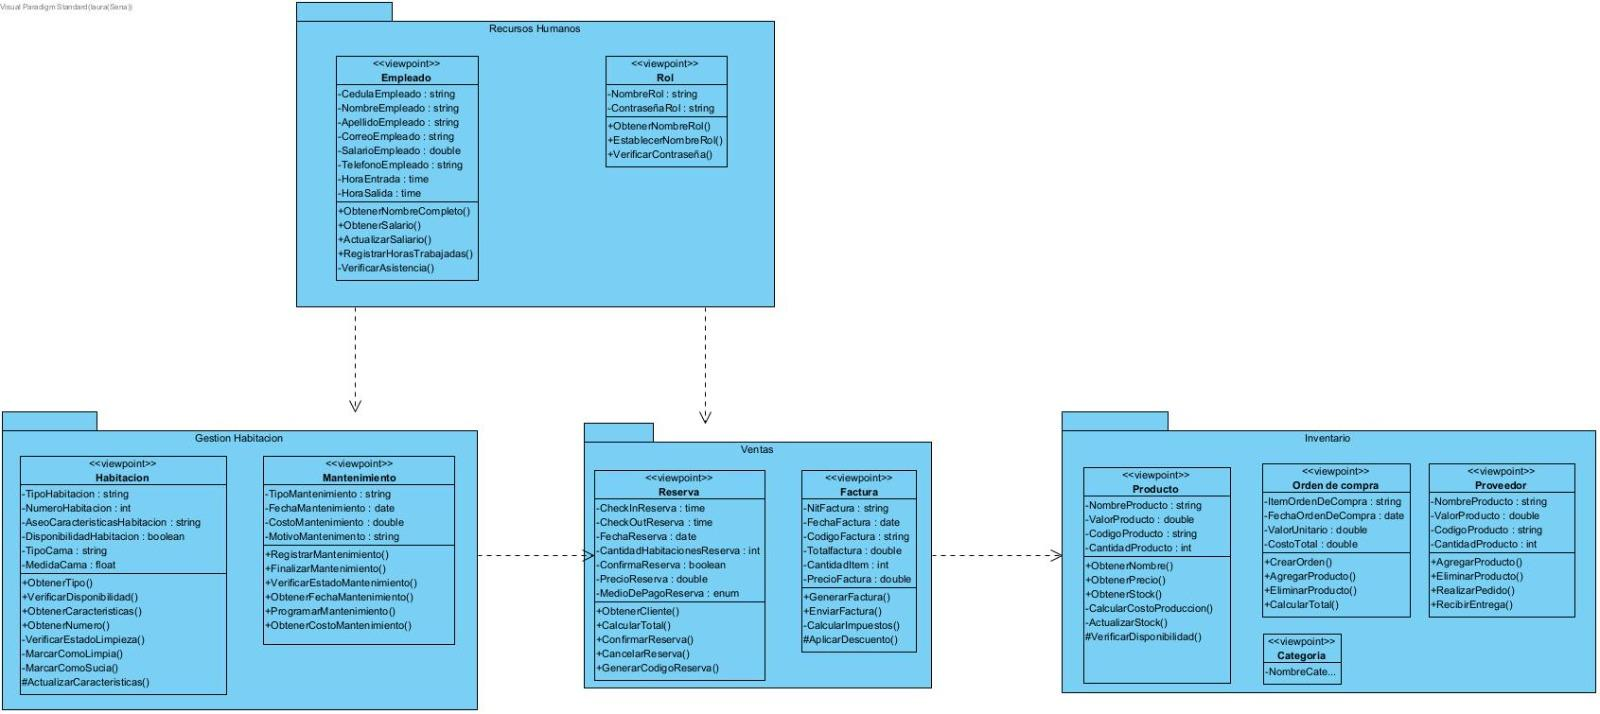 Visual Paradigm Standard(laura(Sena))
Recursos Humanos
<<viewpoint>>
Empleado
-CedulaEmpleado : string
-NombreEmpleado : string
-ApellidoEmpleado : string
-CorreoEmpleado : string
-SalarioEmpleado : double
-TelefonoEmpleado : string
-HoraEntrada : time
-HoraSalida : time
+ObtenerNombreCompleto()
+ObtenerSalario()
+ActualizarSaliario()
+RegistrarHorasTrabajadas()
-VerificarAsistencia()
<<viewpoint>>
Rol
-NombreRol : string
-ContraseñaRol : string
+ObtenerNombreRol()
+EstablecerNombreRol()
+VerificarContraseña()
Gestion Habitacion
<<viewpoint>>
Habitacion
-TipoHabitacion : string
-NumeroHabitacion : int
-AseoCaracteristicasHabitacion : string
-DisponibilidadHabitacion : boolean
-TipoCama : string
-MedidaCama : float
+ObtenerTipo()
+VerificarDisponibilidad()
+ObtenerCaracteristicas()
+ObtenerNumero()
-VerificarEstadoLimpieza()
-MarcarComoLimpia()
-MarcarComoSucia()
#ActualizarCaracteristicas()
<<viewpoint>>
Mantenimiento
-TipoMantenimiento : string
-FechaMantenimiento : date
-CostoMantenimiento : double
-MotivoMantenimiento : string
+RegistrarMantenimiento()
+FinalizarMantenimiento()
+VerificarEstadoMantenimiento()
+ObtenerFechaMantenimiento()
+ProgramarMantenimiento()
+ObtenerCostoMantenimiento()
Ventas
<<viewpoint>>
Reserva
-CheckInReserva : time
-CheckOutReserva : time
-FechaReserva : date
-CantidadHabitacionesReserva : int
-ConfirmaReserva : boolean
-PrecioReserva : double
-MedioDePagoReserva : enum
+ObtenerCliente()
+CalcularTotal()
+ConfirmarReserva()
+CancelarReserva()
+GenerarCodigoReserva()
<<viewpoint>>
Factura
-NitFactura : string
-FechaFactura : date
-CodigoFactura : string
-Totalfactura : double
-CantidadItem : int
-PrecioFactura : double
+GenerarFactura()
+EnviarFactura()
-CalcularImpuestos()
#AplicarDescuento()
Inventario
<<viewpoint>>
Producto
-NombreProducto : string
-ValorProducto : double
-CodigoProducto : string
-CantidadProducto : int
+ObtenerNombre()
+ObtenerPrecio()
+ObtenerStock()
-CalcularCostoProduccion()
-ActualizarStock()
#VerificarDisponibilidad()
<<viewpoint>>
Orden de compra
-ItemOrdenDeCompra : string
-FechaOrdenDeCompra : date
-ValorUnitario : double
-CostoTotal : double
+CrearOrden()
+AgregarProducto()
+EliminarProducto()
+CalcularTotal()
<<viewpoint>>
Proveedor
-NombreProducto : string
-ValorProducto : double
-CodigoProducto : string
-CantidadProducto : int
+AgregarProducto()
+EliminarProducto()
+RealizarPedido()
+RecibirEntrega()
<<viewpoint>>
Categoria
-NombreCate...